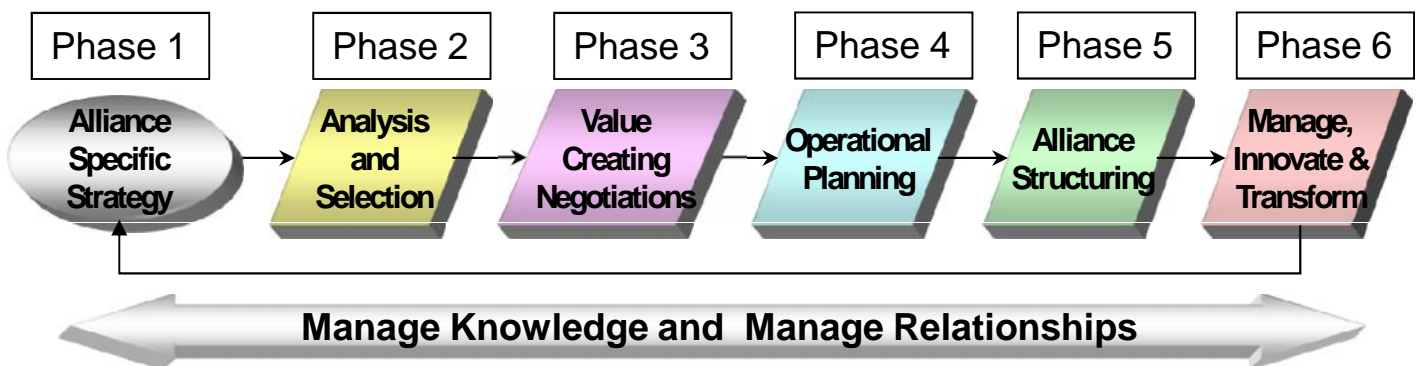 Phase 1
Phase 2
Phase 3
Phase 4
Phase 5
Phase 6
Alliance
Specific
Strategy
Analysis
and
Selection
Value
Creating
Negotiations
Operational
Planning
Alliance
Structuring
Manage,
Innovate &
Transform
Manage Knowledge and  Manage Relationships